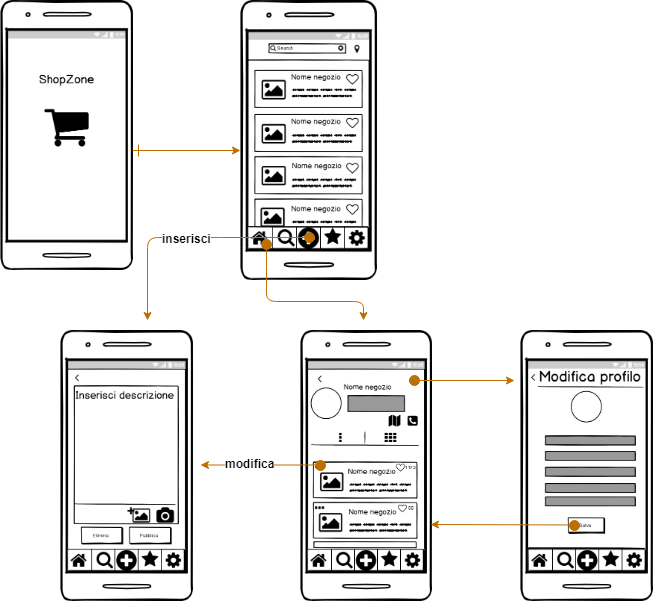 ShopZone
Search
Nome negozio
Nome negozio
Nome negozio
Nome negozio
inserisci
Inserisci descrizione
Elimina
Pubblica
modifica
Nome negozio
Nome negozio
Nome negozio
Modifica profilo
Salva